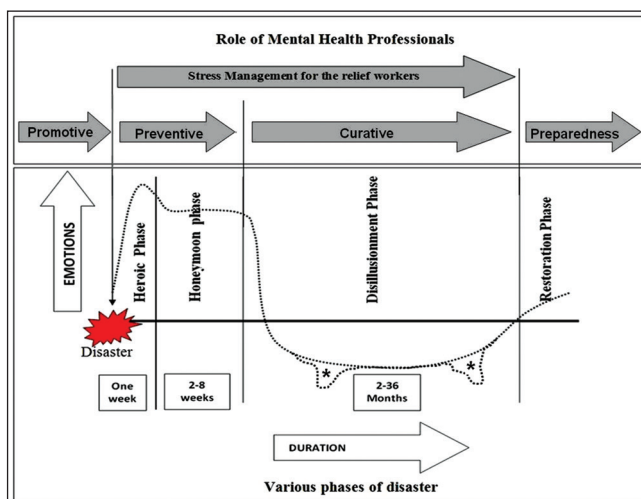 Role of Mental Health Professionals
Stress Management for the relief workers
Promotive
Preventive
Curative
Preparedness
EMOTIONS
Heroic Phase
Honeymoon phase
Disillusionment Phase
Restoration Phase
Disaster
*
*
One
week
2-8
weeks
2-36
Months
DURATION
Various phases of disaster